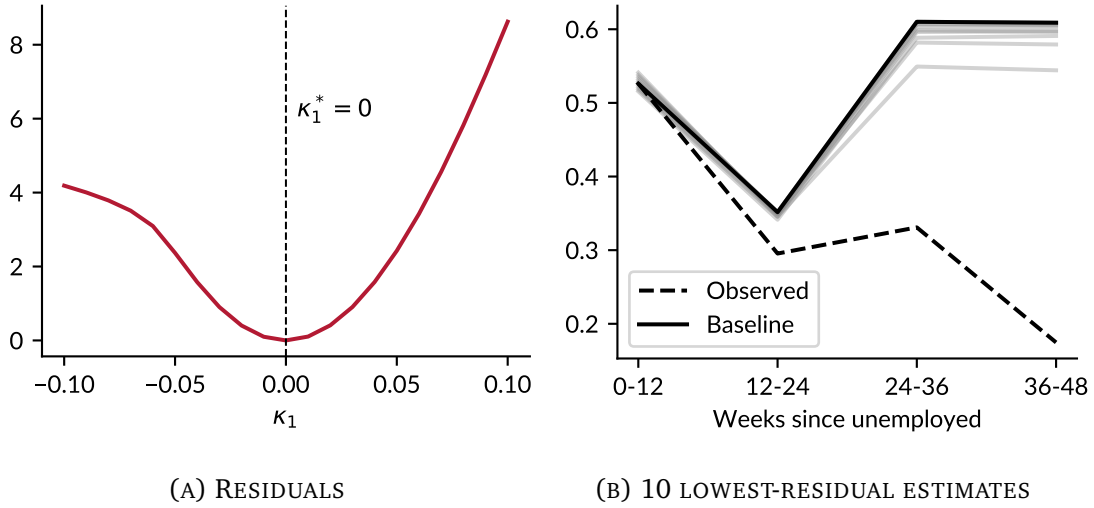 8
6
4
2
0
κ₁* = 0
−0.10 −0.05 0.00 0.05 0.10
κ₁
(A) RESIDUALS
0.6
0.5
0.4
0.3
0.2
Observed
Baseline
0-12 12-24 24-36 36-48
Weeks since unemployed
(B) 10 LOWEST-RESIDUAL ESTIMATES